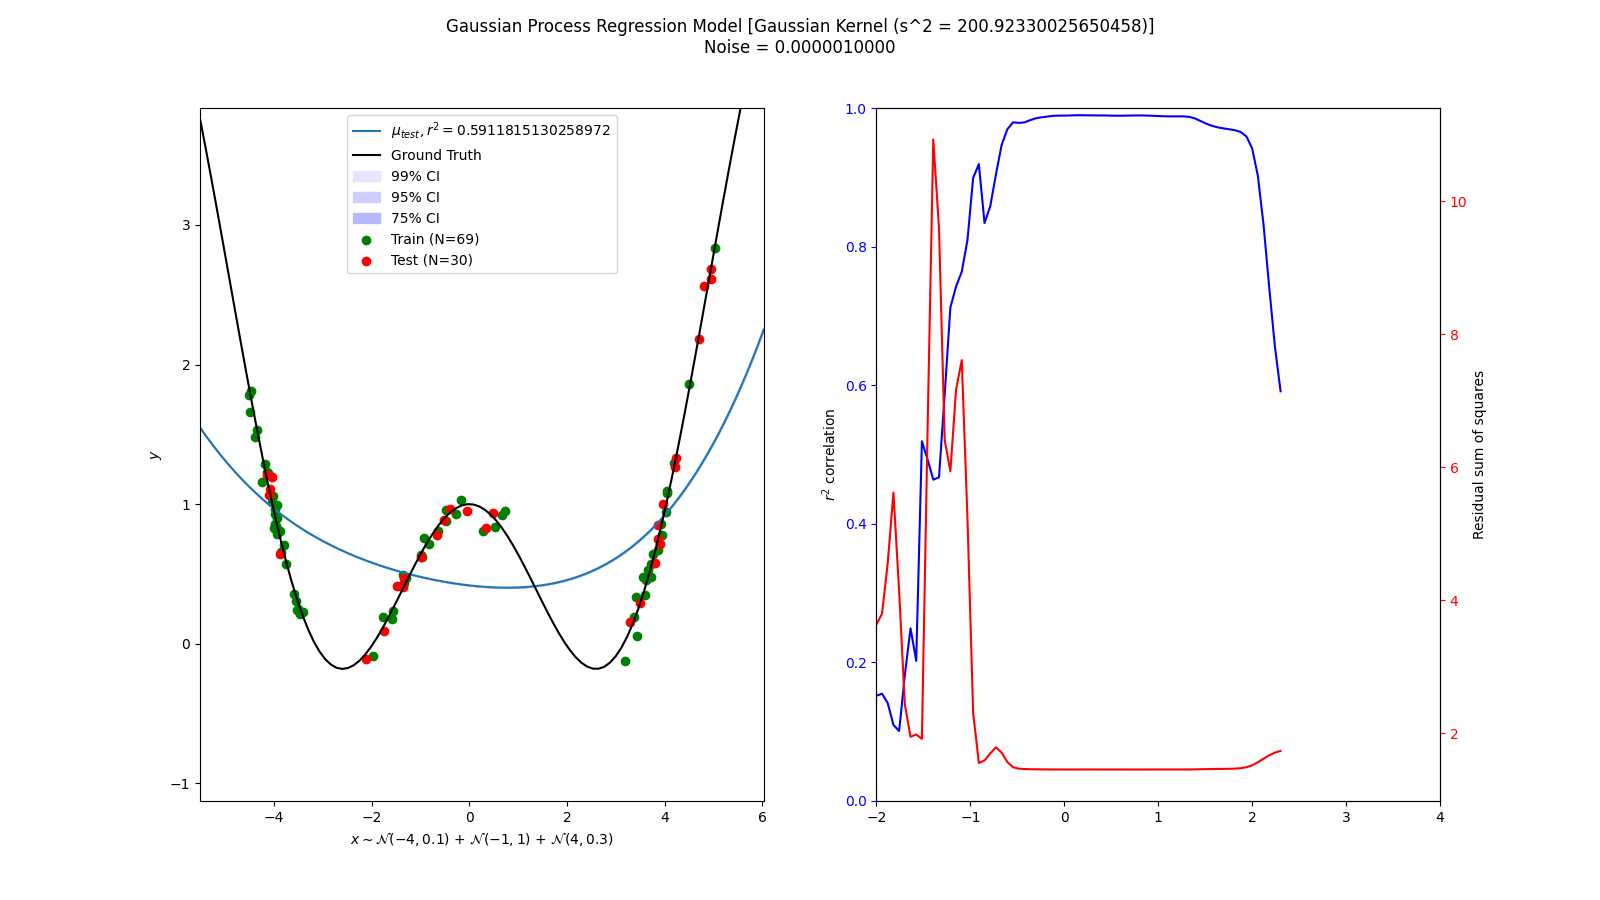 Gaussian Process Regression Model [Gaussian Kernel (s^2 = 200.92330025650458)]
Noise = 0.0000010000
μtest, r² = 0.5911815130258972
Ground Truth
99% CI
95% CI
75% CI
Train (N=69)
Test (N=30)
y
3
2
1
0
−1
−4
−2
0
2
4
6
x ∼ 𝒩(−4, 0.1) + 𝒩(−1, 1) + 𝒩(4, 0.3)
r² correlation
1.0
0.8
0.6
0.4
0.2
0.0
−2
−1
0
1
2
3
4
10
8
6
4
2
Residual sum of squares